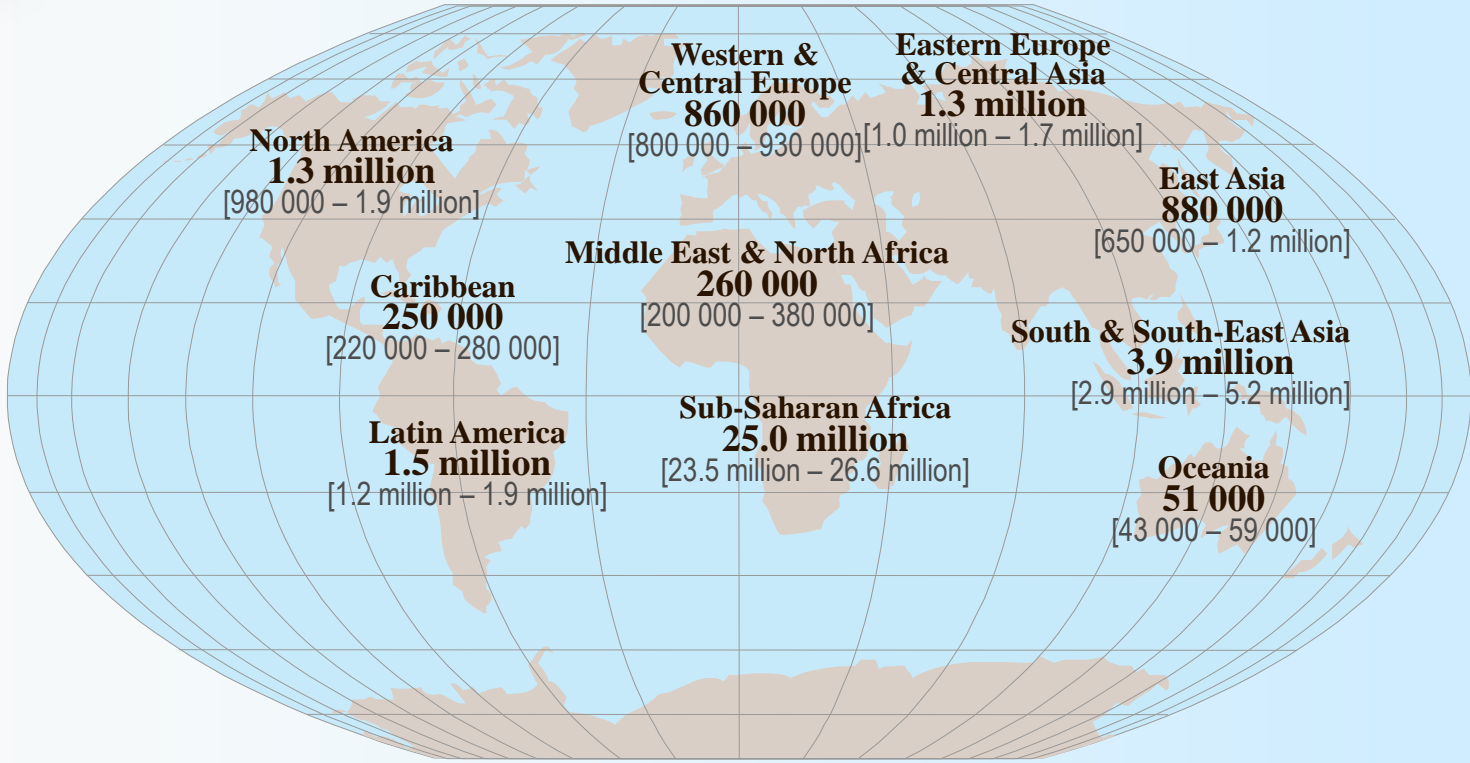 Western &
Central Europe
860 000
[800 000 – 930 000]
Eastern Europe
& Central Asia
1.3 million
[1.0 million – 1.7 million]
North America
1.3 million
[980 000 – 1.9 million]
East Asia
880 000
[650 000 – 1.2 million]
Middle East & North Africa
260 000
[200 000 – 380 000]
Caribbean
250 000
[220 000 – 280 000]
South & South-East Asia
3.9 million
[2.9 million – 5.2 million]
Sub-Saharan Africa
25.0 million
[23.5 million – 26.6 million]
Latin America
1.5 million
[1.2 million – 1.9 million]
Oceania
51 000
[43 000 – 59 000]